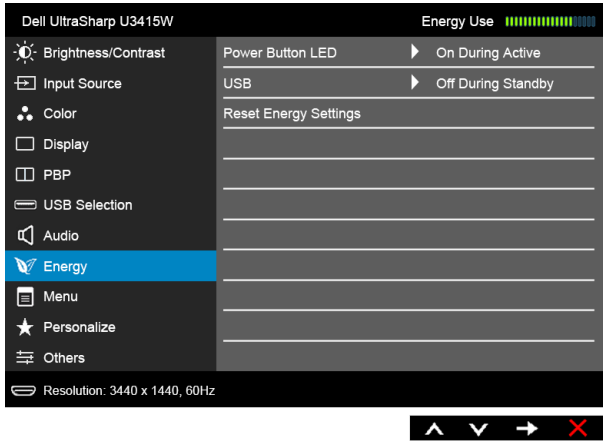 Dell UltraSharp U3415W Energy Use
Brightness/Contrast Power Button LED On During Active
Input Source USB Off During Standby
Color Reset Energy Settings
Display
PBP
USB Selection
Audio
Energy
Menu
Personalize
Others
Resolution: 3440 x 1440, 60Hz